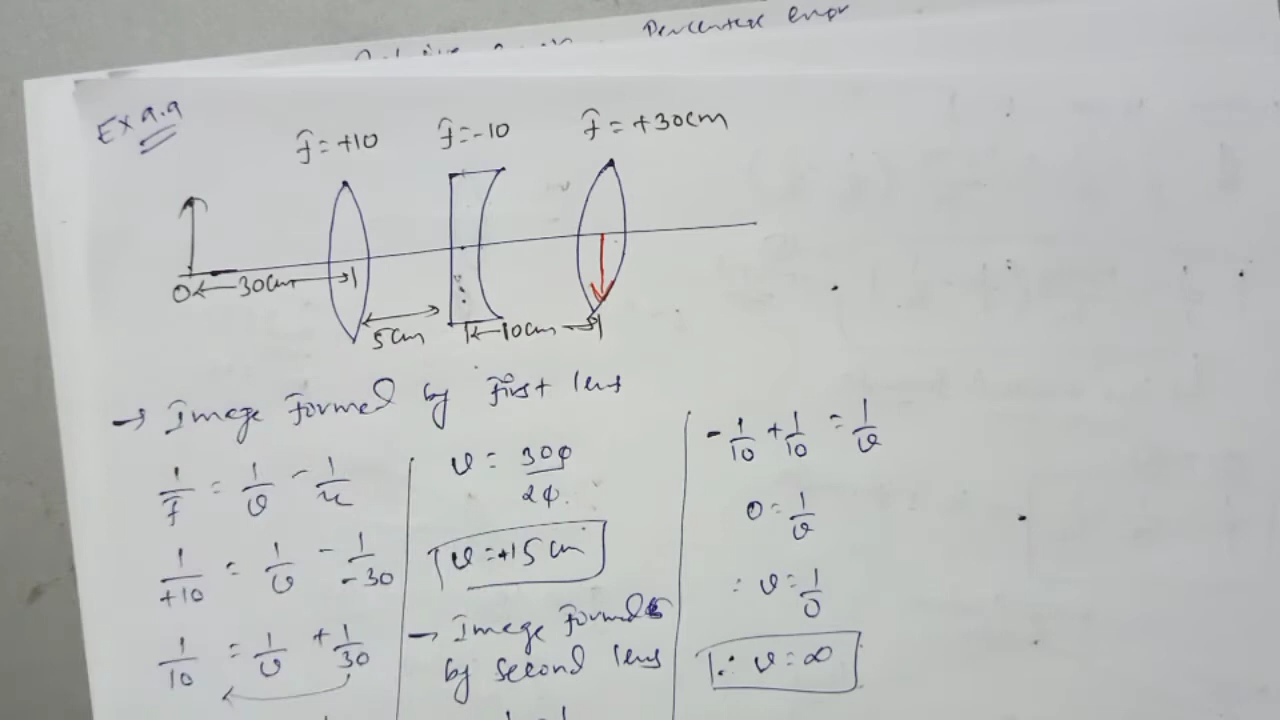 Percentage error
Ex 9.9
f = +10
f = -10
f = +30cm
O
30cm
5cm
10cm
→ Image Formed by First lens
1/f = 1/v - 1/u
1/+10 = 1/v - 1/-30
1/10 = 1/v + 1/30
v = 300/20
v = +15 cm
→ Image Formed
by second lens
-1/10 + 1/10 = 1/v
0 = 1/v
∴ v = 1/0
∴ v = ∞